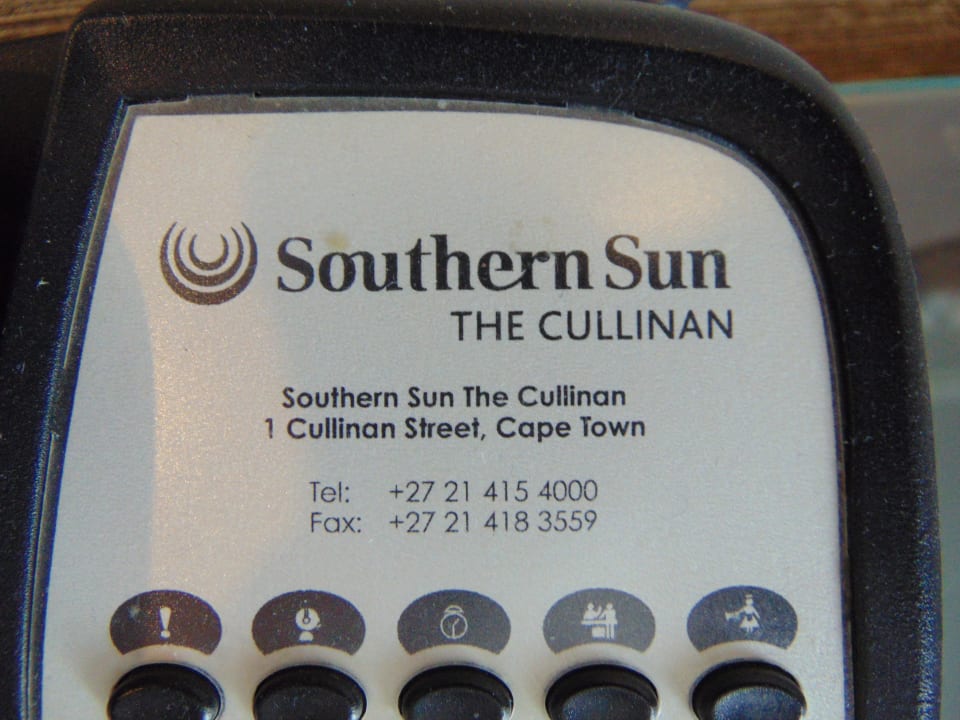 Southern Sun
THE CULLINAN
Southern Sun The Cullinan
1 Cullinan Street, Cape Town
Tel: +27 21 415 4000
Fax: +27 21 418 3559
!